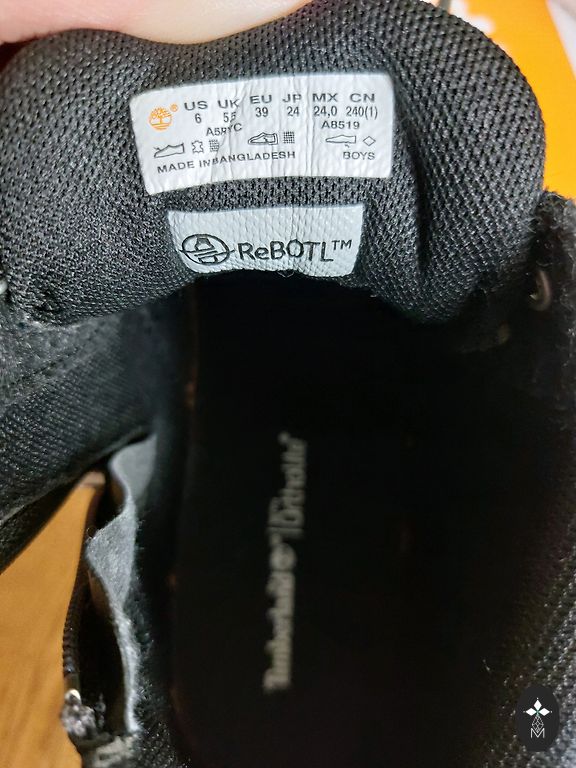 ® US UK EU JP MX CN
6 5,5 39 24 24,0 240(1)
A5RYC A8519
MADE IN BANGLADESH BOYS
ReBOTL™
Timberland ® | Ortholite®
M